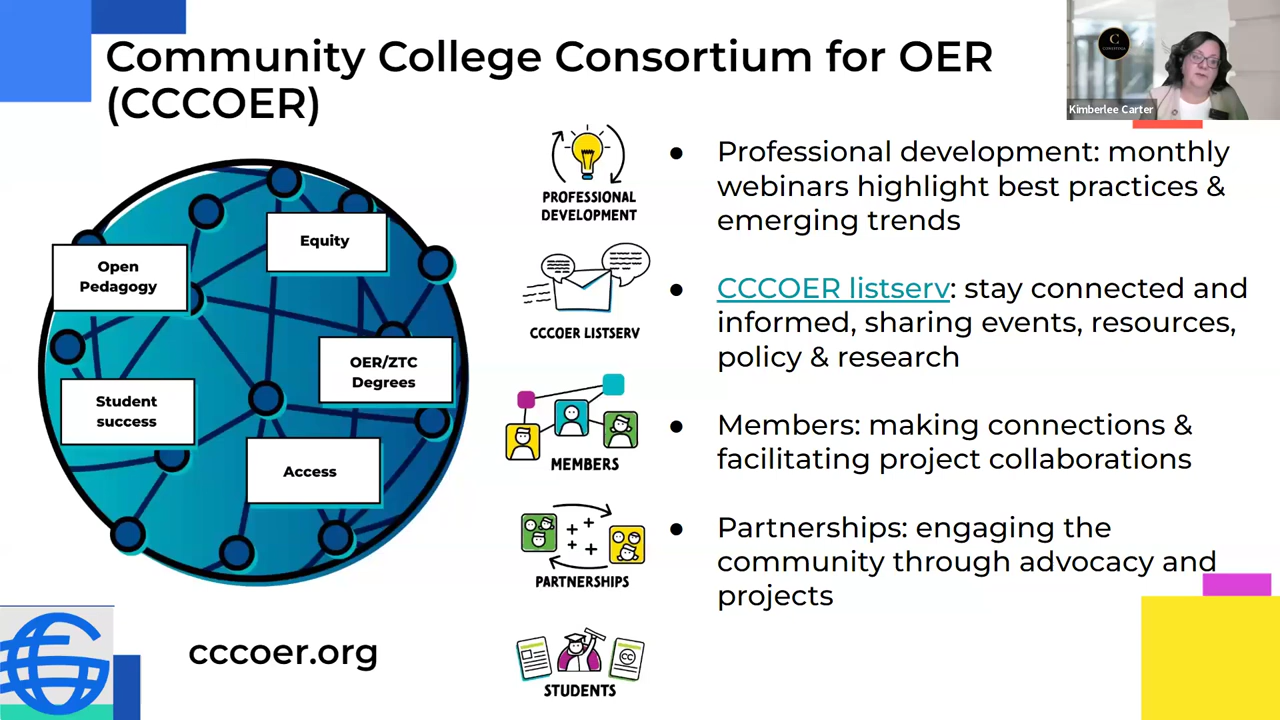 Community College Consortium for OER
(CCCOER)
C
Kimberlee Carter
Open
Pedagogy
Equity
OER/ZTC
Degrees
Student
success
Access
cccoer.org
PROFESSIONAL
DEVELOPMENT
CCCOER LISTSERV
MEMBERS
PARTNERSHIPS
CC
STUDENTS
● Professional development: monthly
webinars highlight best practices &
emerging trends
● CCCOER listserv: stay connected and
informed, sharing events, resources,
policy & research
● Members: making connections &
facilitating project collaborations
● Partnerships: engaging the
community through advocacy and
projects